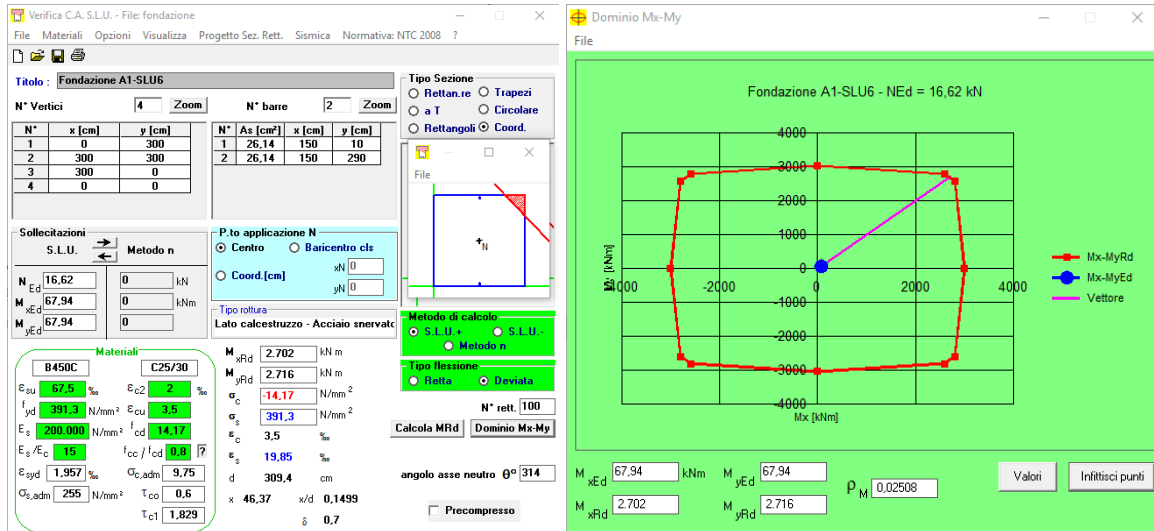 Verifica C.A. S.L.U. - File: fondazione
File Materiali Opzioni Visualizza Progetto Sez. Rett. Sismica Normativa: NTC 2008 ?
Titolo : Fondazione A1-SLU6
N° Vertici 4 Zoom N° barre 2 Zoom
N° x [cm] y [cm]
1 0 300
2 300 300
3 300 0
4 0 0
N° As [cm²] x [cm] y [cm]
1 26,14 150 10
2 26,14 150 290
Tipo Sezione
Rettan.re Trapezi
a T Circolare
Rettangoli Coord.
File
N
Sollecitazioni
S.L.U. Metodo n
N Ed 16,62 0 kN
M xEd 67,94 0 kNm
M yEd 67,94 0
P.to applicazione N
Centro Baricentro cls
Coord.[cm] xN 0
yN 0
Tipo rottura
Lato calcestruzzo - Acciaio snervato
Metodo di calcolo
S.L.U.+ S.L.U.-
Metodo n
Tipo flessione
Retta Deviata
N° rett. 100
Calcola MRd Dominio Mx-My
angolo asse neutro θ° 314
Precompresso
Materiali
B450C C25/30
εsu 67,5 ‰ εc2 2 ‰
fyd 391,3 N/mm² εcu 3,5
Es 200.000 N/mm² fcd 14,17
Es/Ec 15 fcc / fcd 0,8 ?
εsyd 1,957 ‰ σc,adm 9,75
σs,adm 255 N/mm² τco 0,6
τc1 1,829
M xRd 2.702 kN m
M yRd 2.716 kN m
σc -14,17 N/mm²
σs 391,3 N/mm²
εc 3,5 ‰
εs 19,85 ‰
d 309,4 cm
x 46,37 x/d 0,1499
δ 0,7
Dominio Mx-My
File
Fondazione A1-SLU6 - NEd = 16,62 kN
4000
3000
2000
1000
0
-1000
-2000
-3000
-4000
-2000 0 2000 4000
Mx [kNm]
Mx-MyRd
Mx-MyEd
Vettore
M xEd 67,94 kNm M yEd 67,94
M xRd 2.702 M yRd 2.716
ρ M 0,02508
Valori Infittisci punti